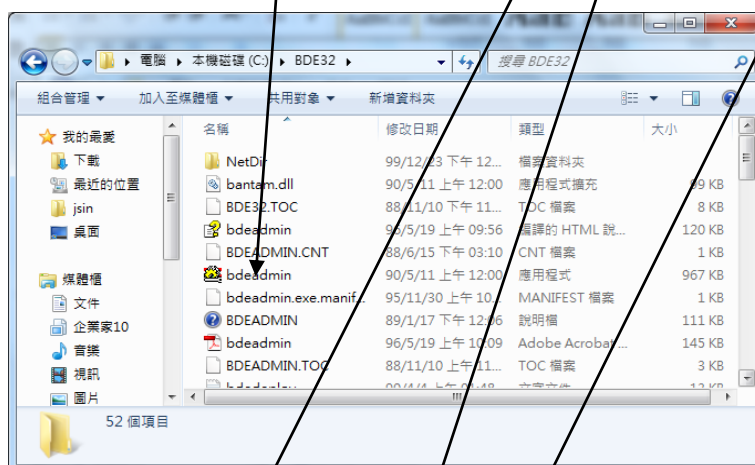 電腦 ▸ 本機磁碟 (C:) ▸ BDE32 ▸ 搜尋 BDE32
組合管理 ▼ 加入至媒體櫃 ▼ 共用對象 ▼ 新增資料夾
我的最愛
下載
最近的位置
jsin
桌面
媒體櫃
文件
企業家10
音樂
視訊
圖片
名稱 修改日期 類型 大小
NetDir 99/12/23 下午 12... 檔案資料夾
bantam.dll 90/5/11 上午 12:00 應用程式擴充 89 KB
BDE32.TOC 88/11/10 下午 11... TOC 檔案 8 KB
bdeadmin 96/5/19 上午 09:56 編譯的 HTML 說... 120 KB
BDEADMIN.CNT 88/6/15 下午 03:10 CNT 檔案 1 KB
bdeadmin 90/5/11 上午 12:00 應用程式 967 KB
bdeadmin.exe.manif... 95/11/30 上午 10... MANIFEST 檔案 1 KB
BDEADMIN 89/1/17 下午 12:06 說明檔 111 KB
bdeadmin 96/5/19 上午 10:09 Adobe Acrobat ... 145 KB
BDEADMIN.TOC 88/11/10 上午 11... TOC 檔案 3 KB
52 個項目